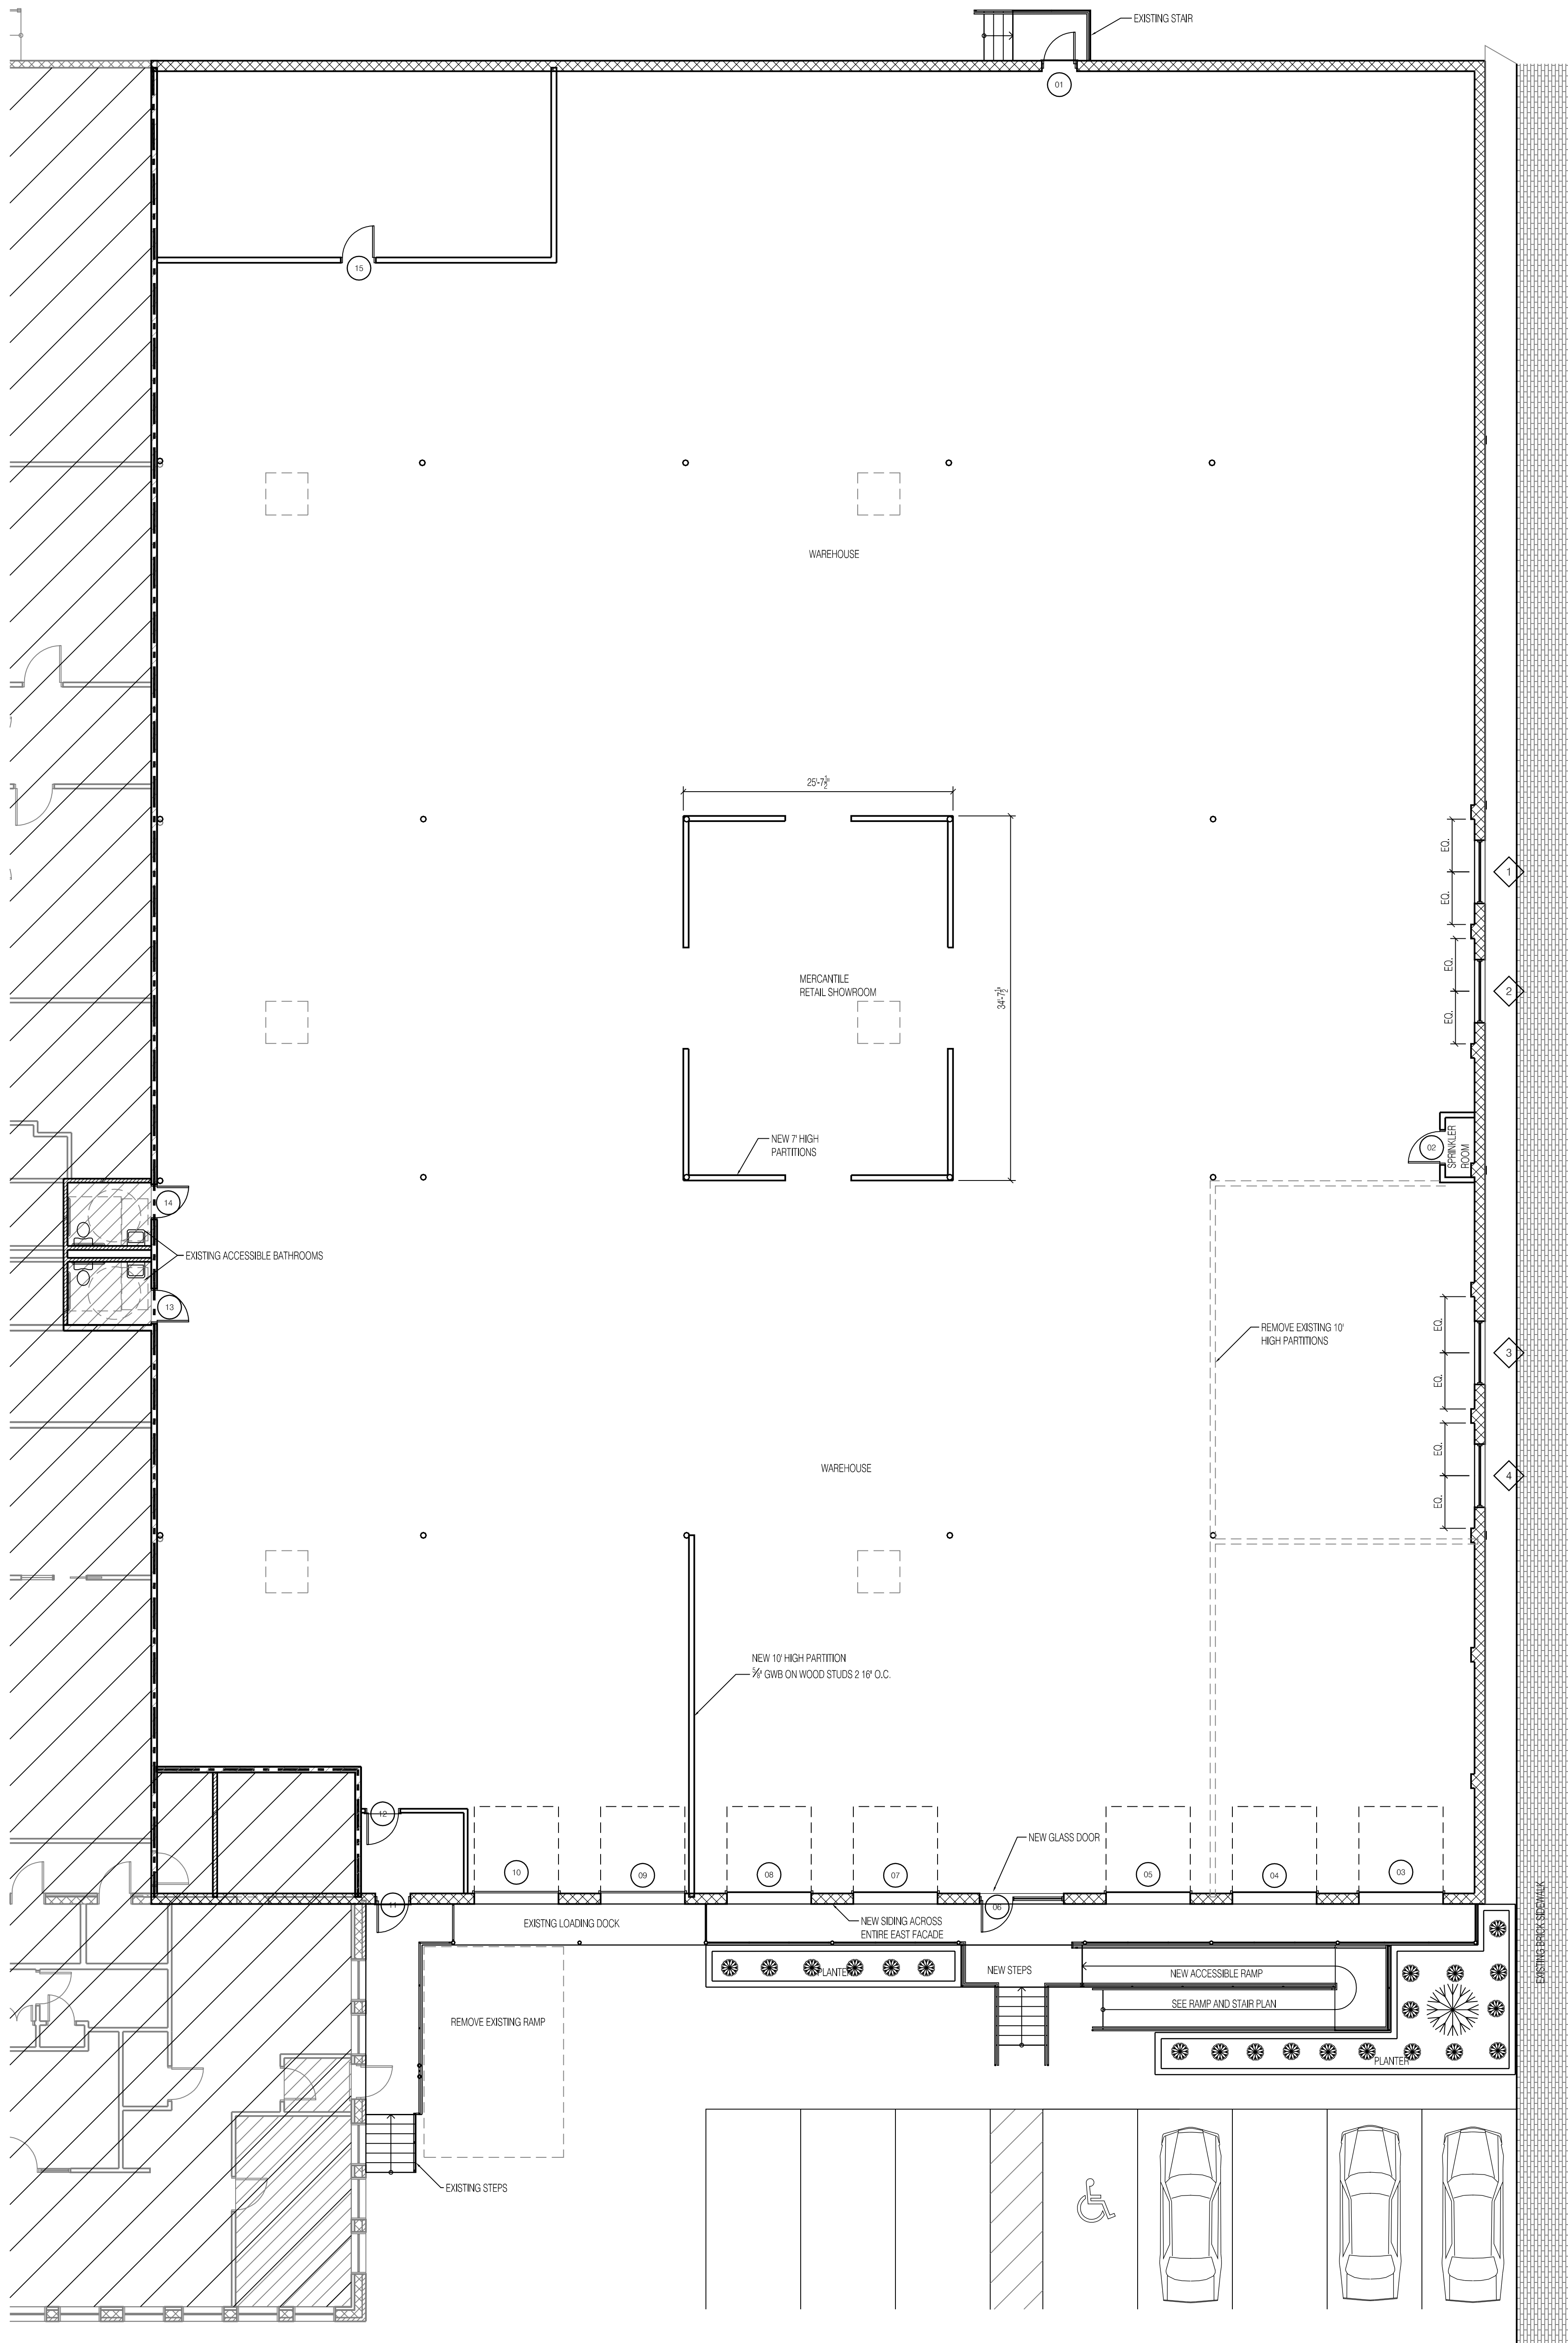 EXISTING STAIR
01
15
WAREHOUSE
25'-7½"
EQ.
1
EQ.
EQ.
MERCANTILE
RETAIL SHOWROOM
34'-7½"
2
EQ.
NEW 7' HIGH
PARTITIONS
02
SPRINKLER
ROOM
14
EXISTING ACCESSIBLE BATHROOMS
13
EQ.
REMOVE EXISTING 10'
HIGH PARTITIONS
3
EQ.
EQ.
WAREHOUSE
4
EQ.
NEW 10' HIGH PARTITION
⅝" GWB ON WOOD STUDS 2 16" O.C.
12
NEW GLASS DOOR
10
09
08
07
05
04
03
11
06
EXISTNG LOADING DOCK
NEW SIDING ACROSS
ENTIRE EAST FACADE
EXISTING BRICK SIDEWALK
PLANTER
NEW STEPS
NEW ACCESSIBLE RAMP
SEE RAMP AND STAIR PLAN
REMOVE EXISTING RAMP
PLANTER
EXISTING STEPS